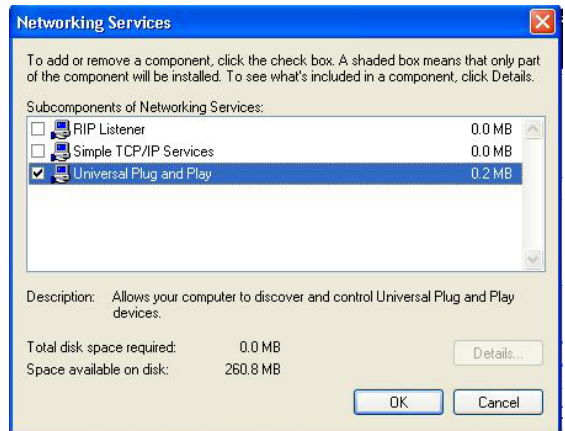 Networking Services
To add or remove a component, click the check box. A shaded box means that only part
of the component will be installed. To see what's included in a component, click Details.
Subcomponents of Networking Services:
RIP Listener 0.0 MB
Simple TCP/IP Services 0.0 MB
Universal Plug and Play 0.2 MB
Description: Allows your computer to discover and control Universal Plug and Play
devices.
Total disk space required: 0.0 MB
Details...
Space available on disk: 260.8 MB
OK Cancel